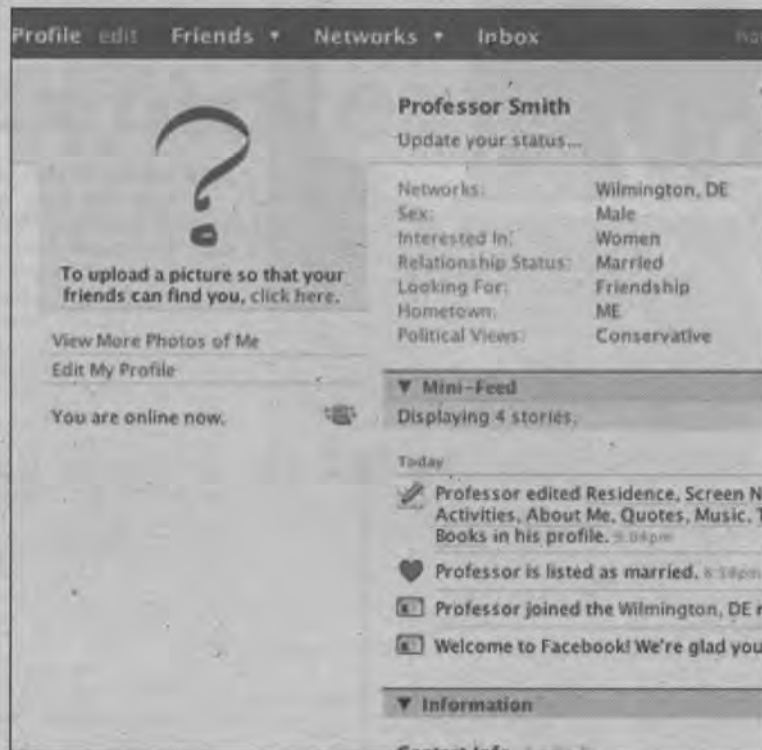 Profile edit Friends Networks Inbox
To upload a picture so that your
friends can find you, click here.
View More Photos of Me
Edit My Profile
You are online now.
Professor Smith
Update your status...
Networks: Wilmington, DE
Sex: Male
Interested In: Women
Relationship Status: Married
Looking For: Friendship
Hometown: ME
Political Views: Conservative
Mini-Feed
Displaying 4 stories.
Today
Professor edited Residence, Screen N
Activities, About Me, Quotes, Music, T
Books in his profile.
Professor is listed as married.
Professor joined the Wilmington, DE
Welcome to Facebook! We're glad you
Information